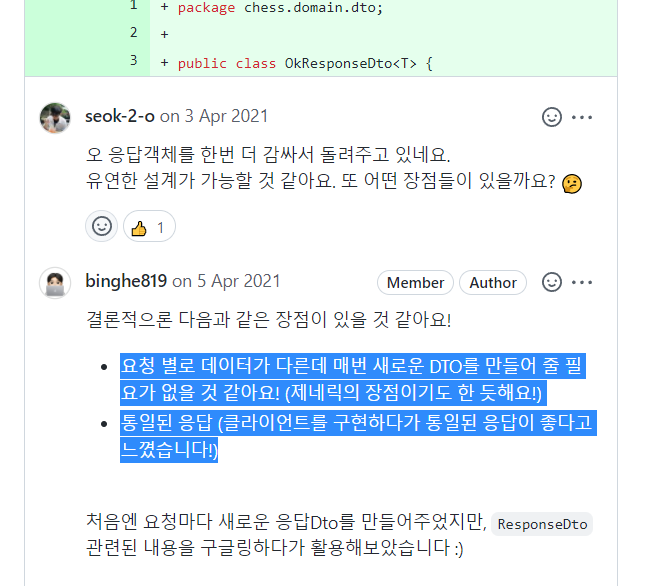 1 + package chess.domain.dto;
2 +
3 + public class OkResponseDto<T> {
seok-2-o on 3 Apr 2021
오 응답객체를 한번 더 감싸서 돌려주고 있네요.
유연한 설계가 가능할 것 같아요. 또 어떤 장점들이 있을까요? 🤔
👍 1
binghe819 on 5 Apr 2021 Member Author
결론적으론 다음과 같은 장점이 있을 것 같아요!
• 요청 별로 데이터가 다른데 매번 새로운 DTO를 만들어 줄 필
요가 없을 것 같아요! (제네릭의 장점이기도 한 듯해요!)
• 통일된 응답 (클라이언트를 구현하다가 통일된 응답이 좋다고
느꼈습니다!)
처음엔 요청마다 새로운 응답Dto를 만들어주었지만, ResponseDto
관련된 내용을 구글링하다가 활용해보았습니다 :)